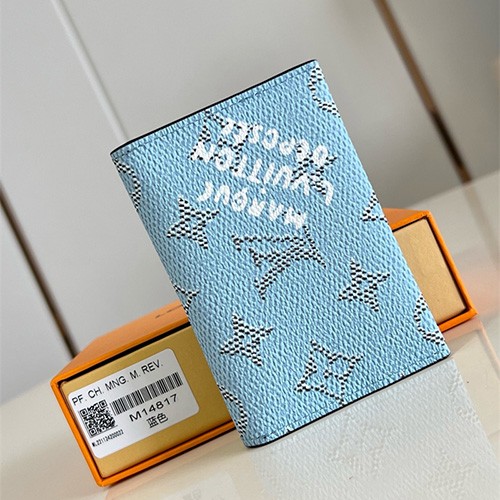 MARQUE
L.VUITTON
DEPOSEE
PF. CH. MNG. M. REV.
M14817
蓝色